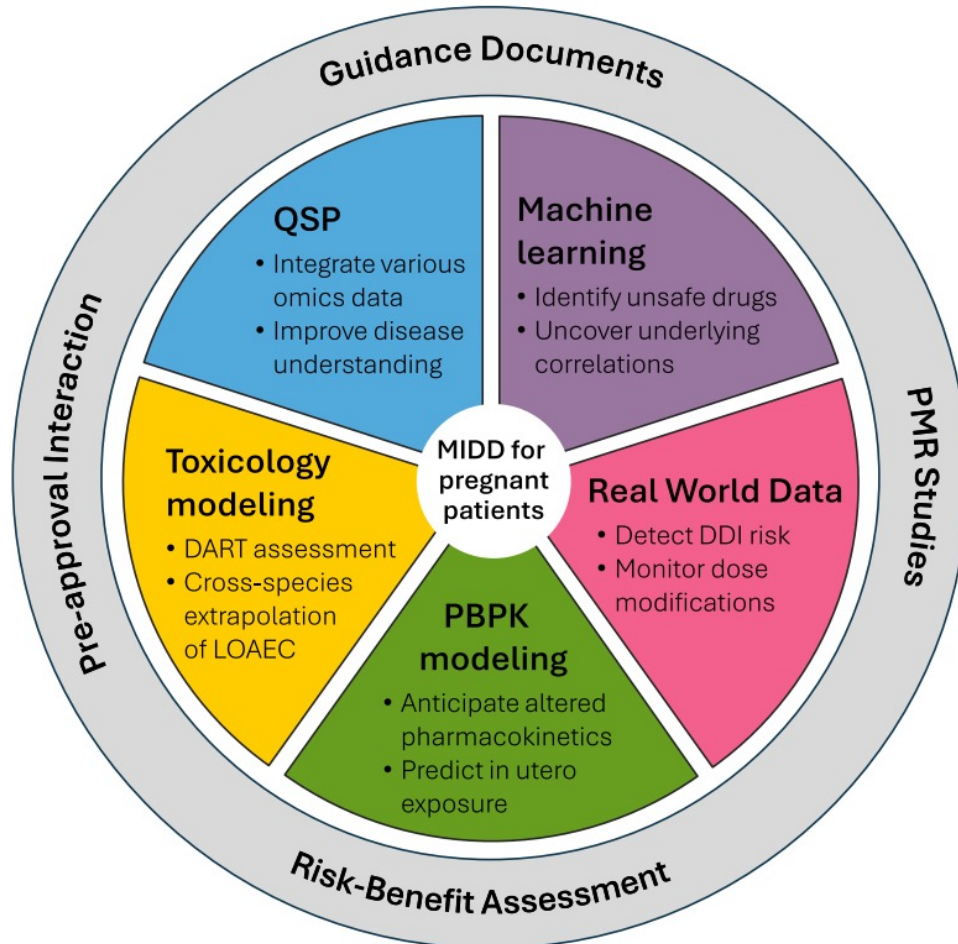 Guidance Documents
QSP
• Integrate various
omics data
• Improve disease
understanding
Machine
learning
• Identify unsafe drugs
• Uncover underlying
correlations
Pre-approval Interaction
PMR Studies
MIDD for
pregnant
patients
Toxicology
modeling
• DART assessment
• Cross-species
extrapolation
of LOAEC
Real World Data
• Detect DDI risk
• Monitor dose
modifications
PBPK
modeling
• Anticipate altered
pharmacokinetics
• Predict in utero
exposure
Risk-Benefit Assessment